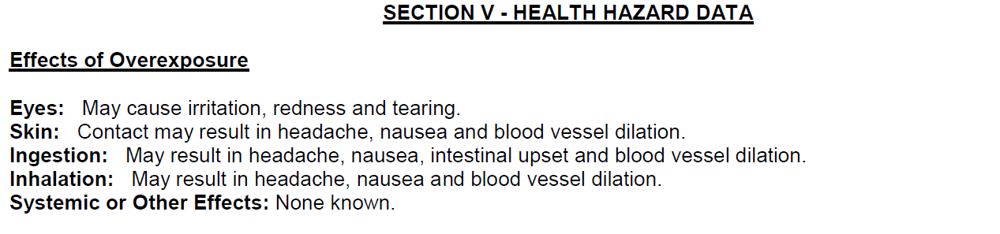 SECTION V - HEALTH HAZARD DATA
Effects of Overexposure
Eyes: May cause irritation, redness and tearing.
Skin: Contact may result in headache, nausea and blood vessel dilation.
Ingestion: May result in headache, nausea, intestinal upset and blood vessel dilation.
Inhalation: May result in headache, nausea and blood vessel dilation.
Systemic or Other Effects: None known.